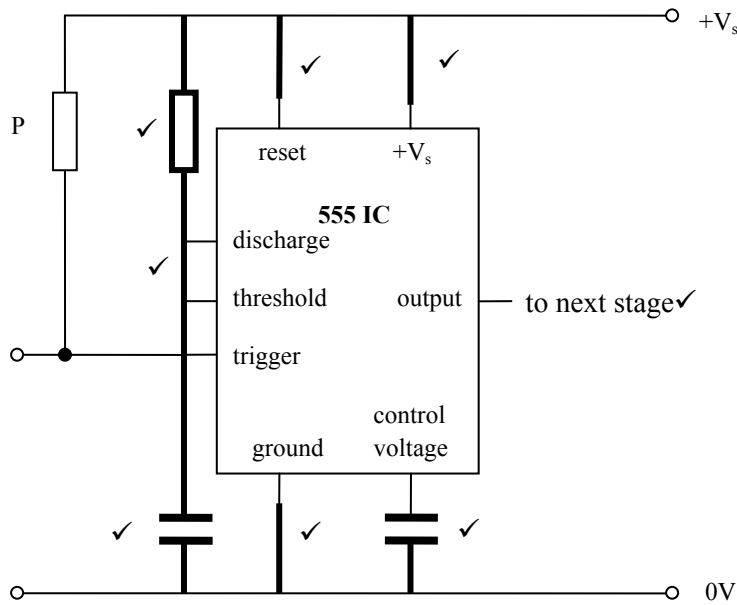 +Vs
P
✓
✓
✓
reset
+Vs
555 IC
discharge
✓
threshold
output
to next stage✓
trigger
control
ground
voltage
✓
✓
✓
0V